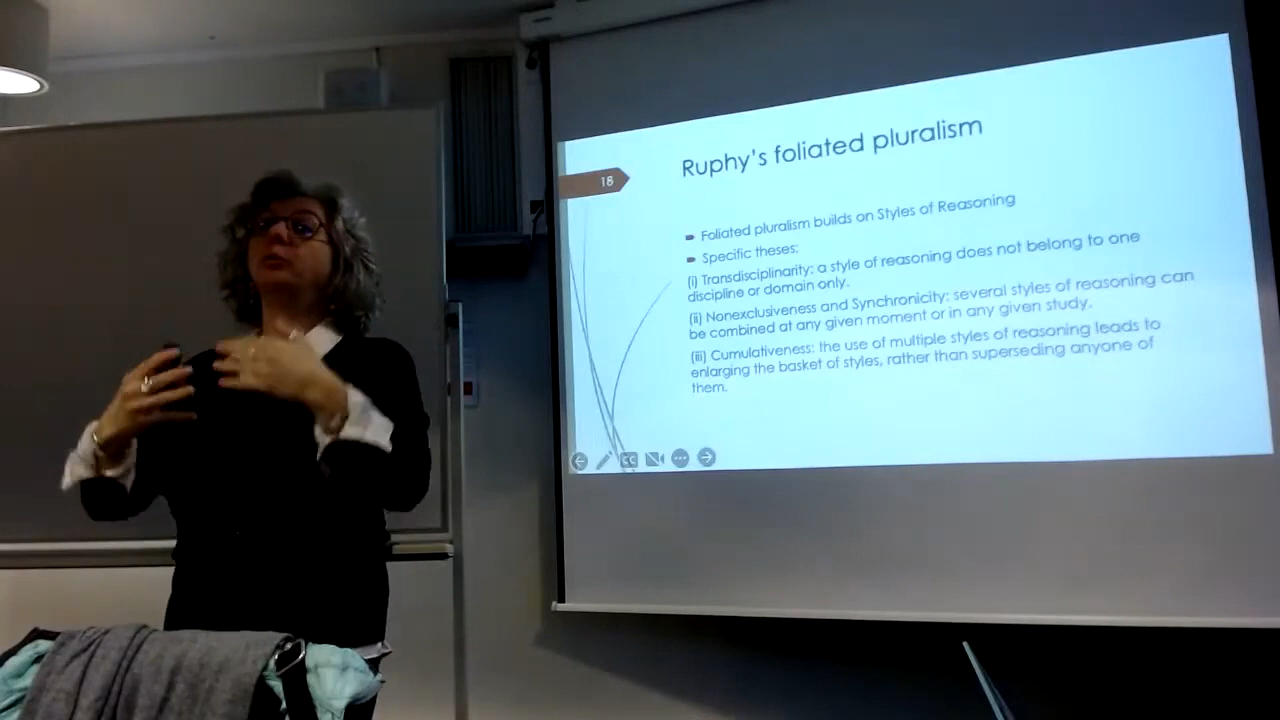 Ruphy's foliated pluralism
18
Foliated pluralism builds on Styles of Reasoning
Specific theses:
(i) Transdisciplinarity: a style of reasoning does not belong to one
discipline or domain only.
(ii) Nonexclusiveness and Synchronicity: several styles of reasoning can
be combined at any given moment or in any given study.
(iii) Cumulativeness: the use of multiple styles of reasoning leads to
enlarging the basket of styles, rather than superseding anyone of
them.
CC